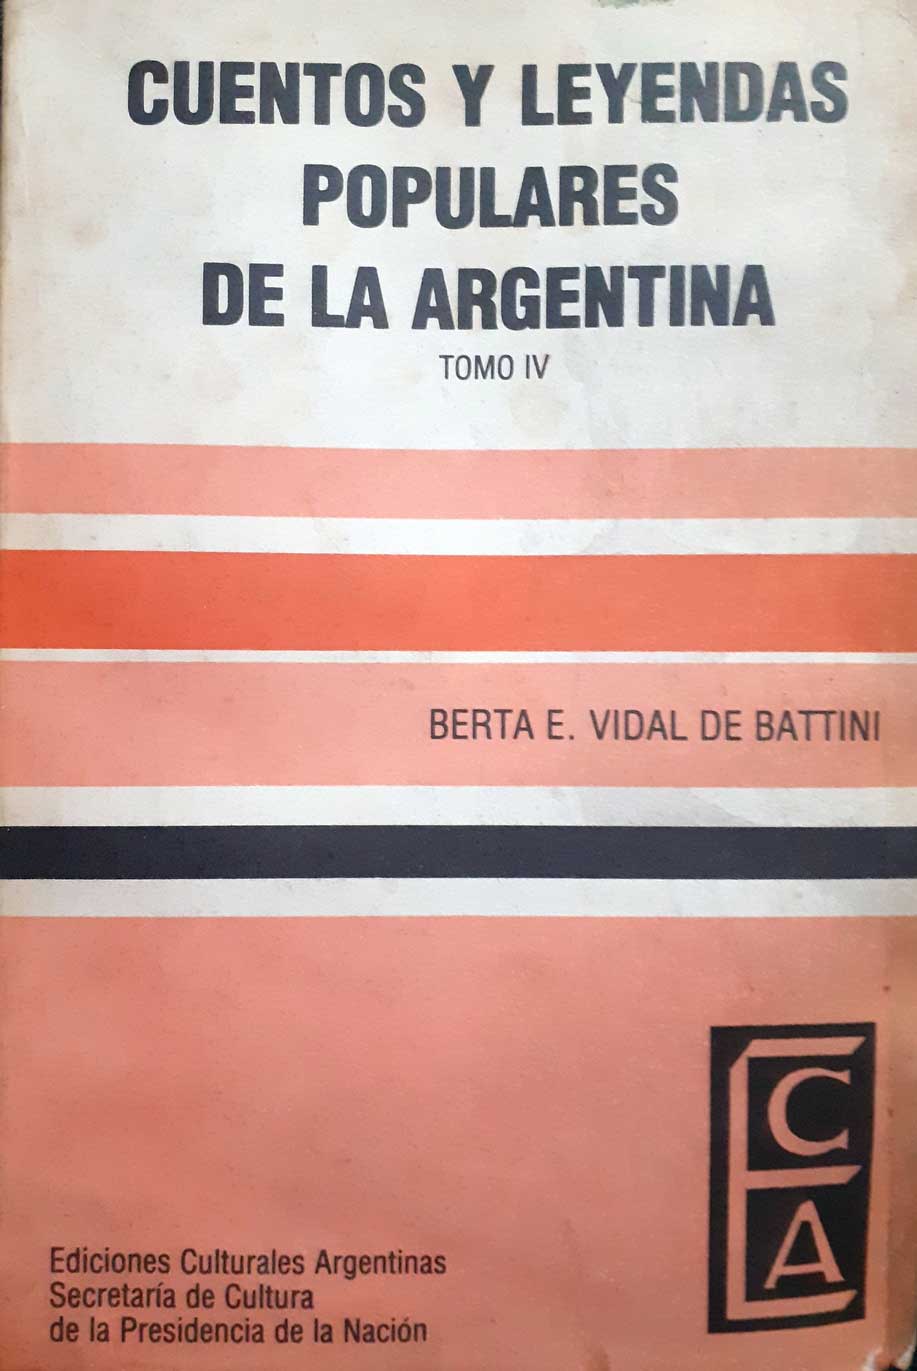 CUENTOS Y LEYENDAS
POPULARES
DE LA ARGENTINA
TOMO IV
BERTA E. VIDAL DE BATTINI
ECA
Ediciones Culturales Argentinas
Secretaría de Cultura
de la Presidencia de la Nación